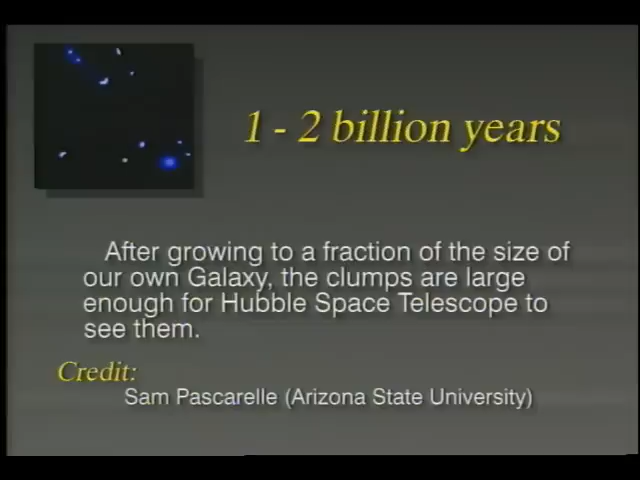 1 - 2 billion years
After growing to a fraction of the size of
our own Galaxy, the clumps are large
enough for Hubble Space Telescope to
see them.
Credit:
Sam Pascarelle (Arizona State University)